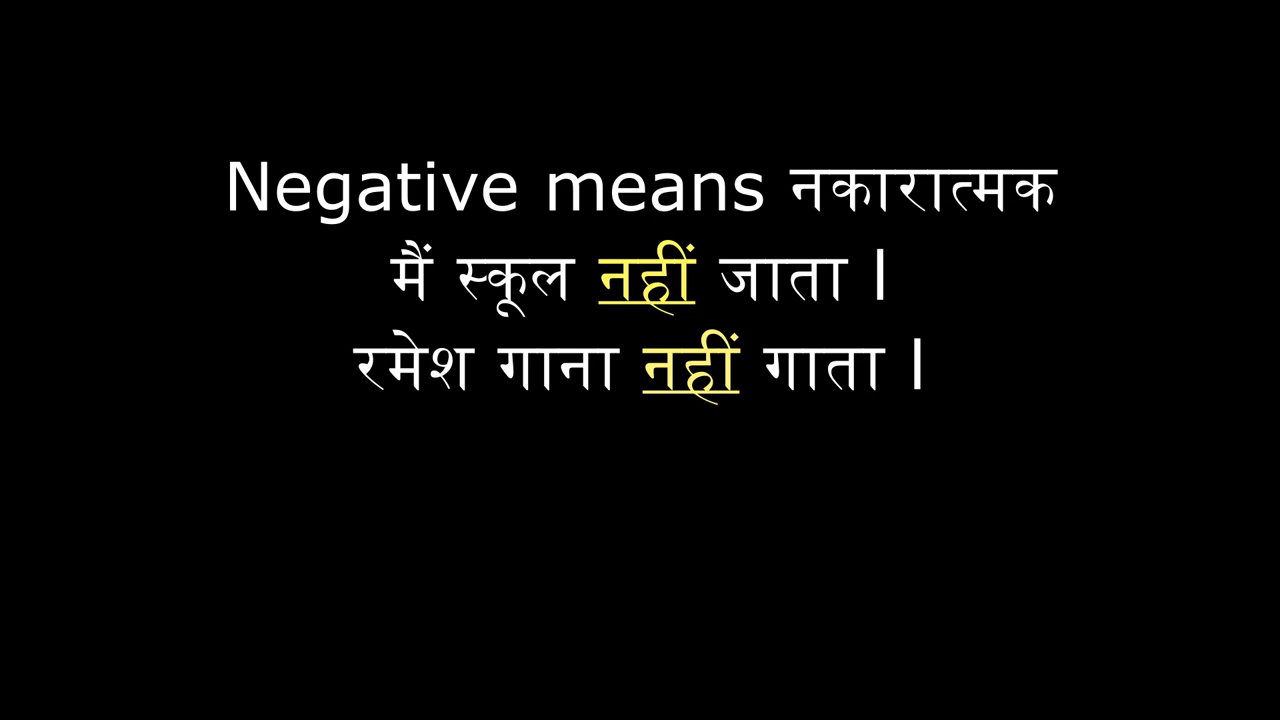 Negative means नकारात्मक
मैं स्कूल नहीं जाता ।
रमेश गाना नहीं गाता ।